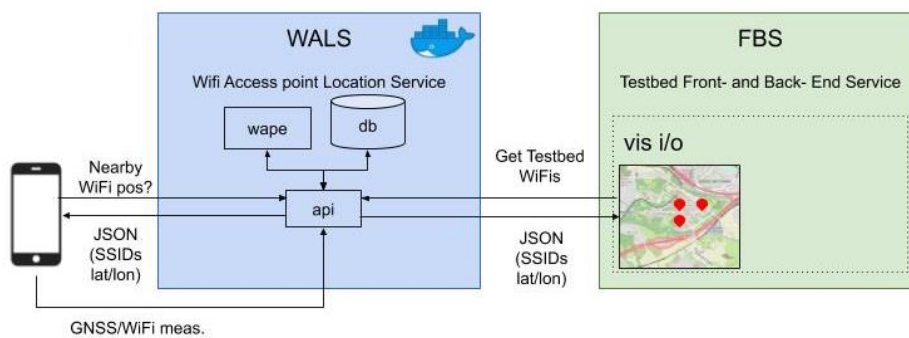 WALS
Wifi Access point Location Service
wape
db
api
Nearby
WiFi pos?
JSON
(SSIDs
lat/lon)
GNSS/WiFi meas.
Get Testbed
WiFis
JSON
(SSIDs
lat/lon)
FBS
Testbed Front- and Back- End Service
vis i/o